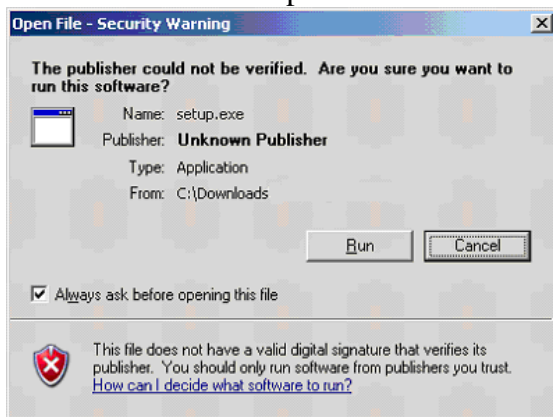 Open File - Security Warning
The publisher could not be verified. Are you sure you want to
run this software?
Name: setup.exe
Publisher: Unknown Publisher
Type: Application
From: C:\Downloads
Run Cancel
Always ask before opening this file
This file does not have a valid digital signature that verifies its
publisher. You should only run software from publishers you trust.
How can I decide what software to run?